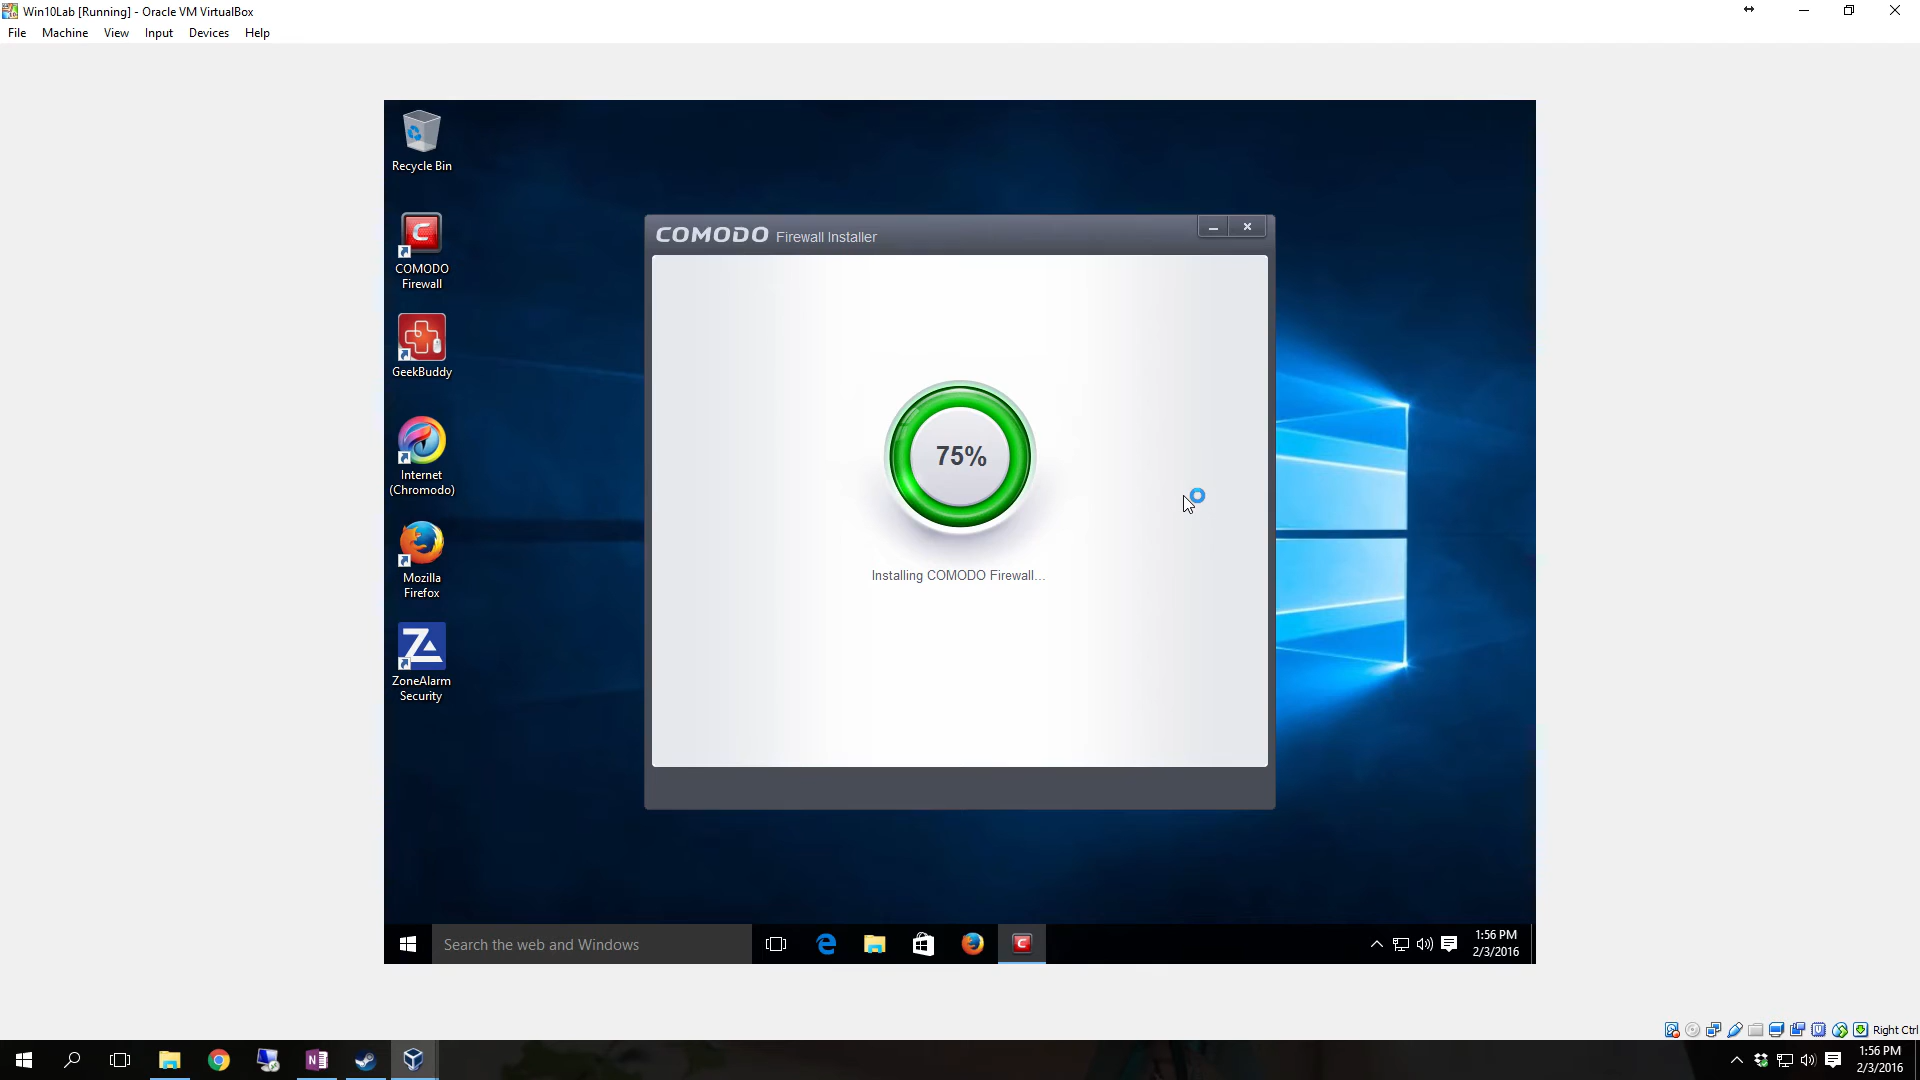 Win10Lab [Running] - Oracle VM VirtualBox
File Machine View Input Devices Help
Recycle Bin
COMODO
Firewall
GeekBuddy
Internet
(Chromodo)
Mozilla
Firefox
ZoneAlarm
Security
COMODO Firewall Installer
75%
Installing COMODO Firewall...
Search the web and Windows
1:56 PM
2/3/2016
Right Ctrl
1:56 PM
2/3/2016